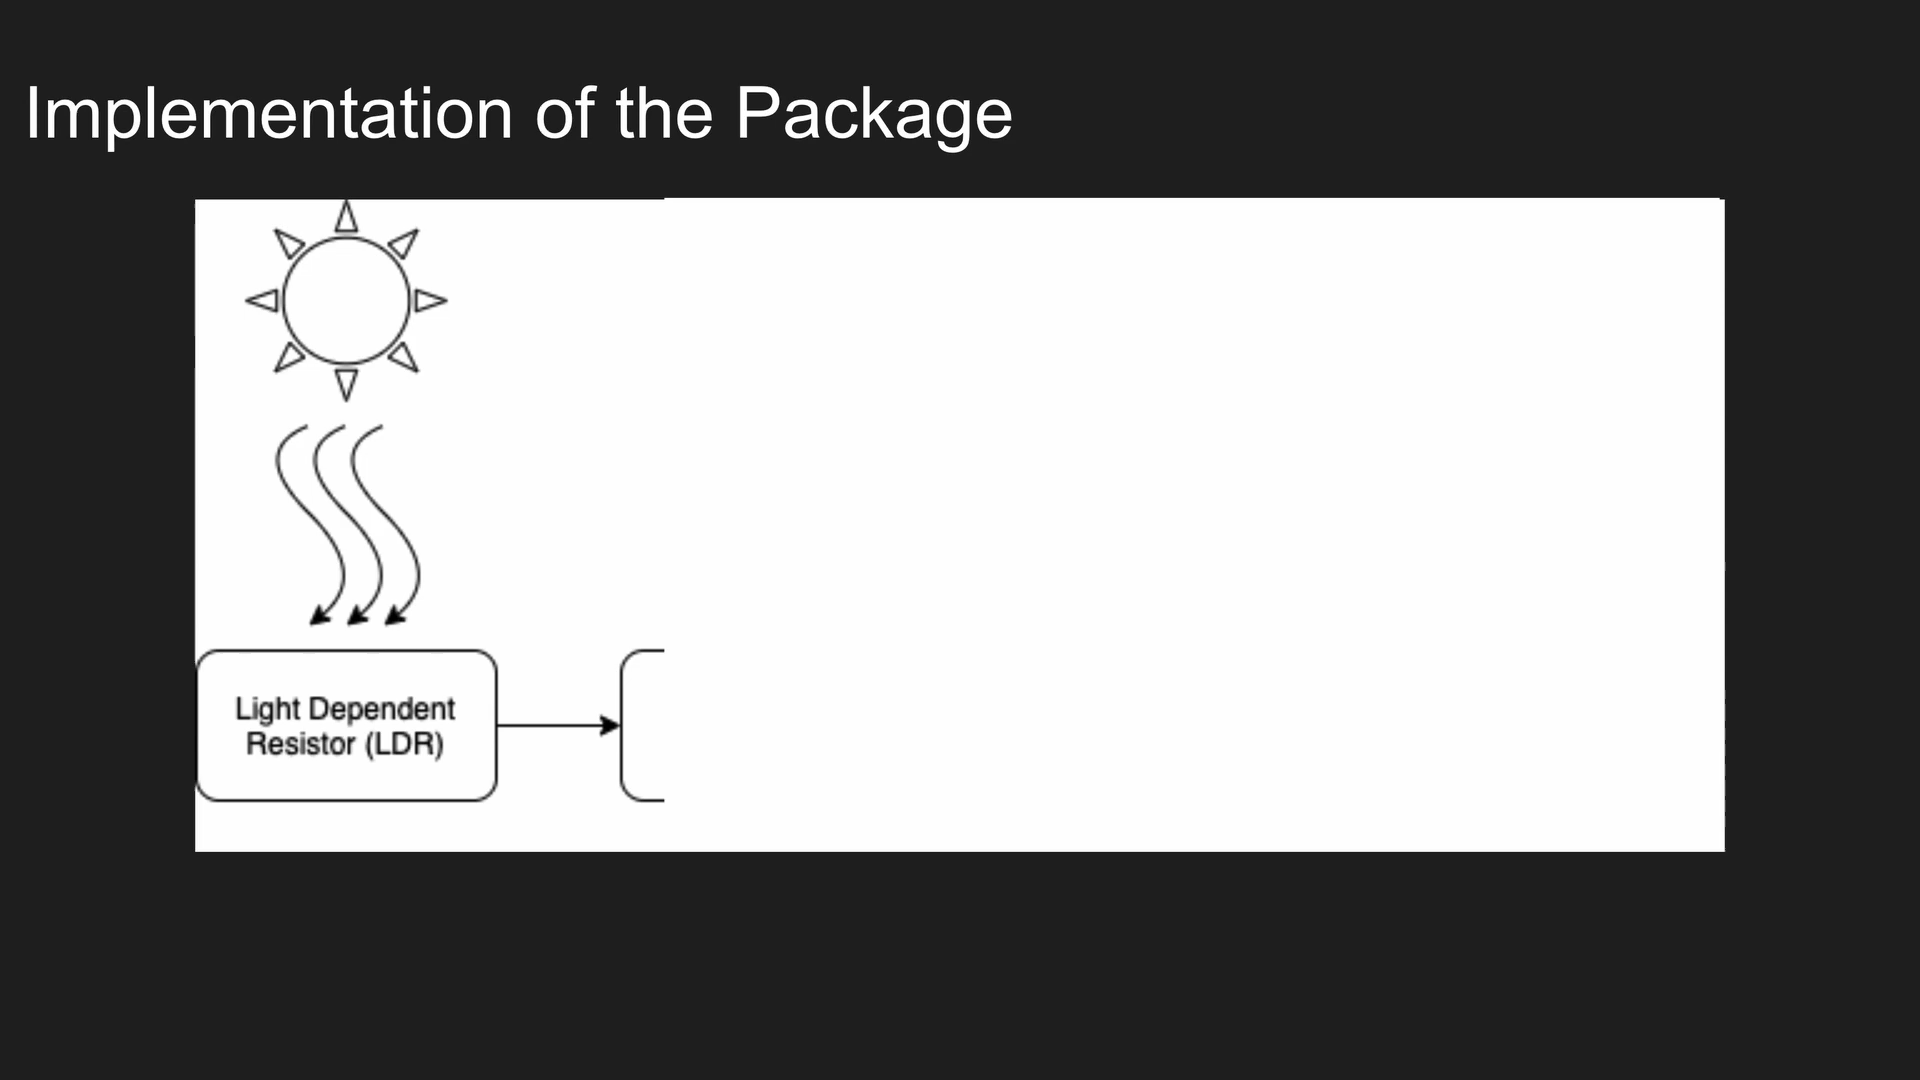 Implementation of the Package
Light Dependent
Resistor (LDR)